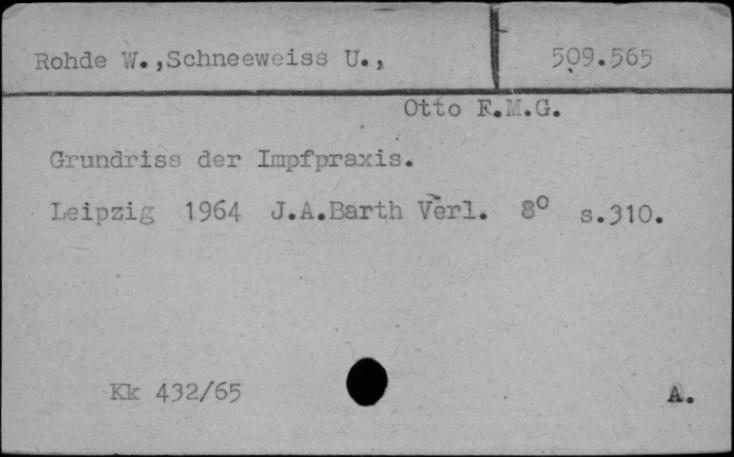 Rohde W.,Schneeweiss U., 509.565
Otto F.M.G.
Grundriss der Impfpraxis.
Leipzig 1964 J.A.Barth Verl. 8° s.310.
Kk 432/65 A.